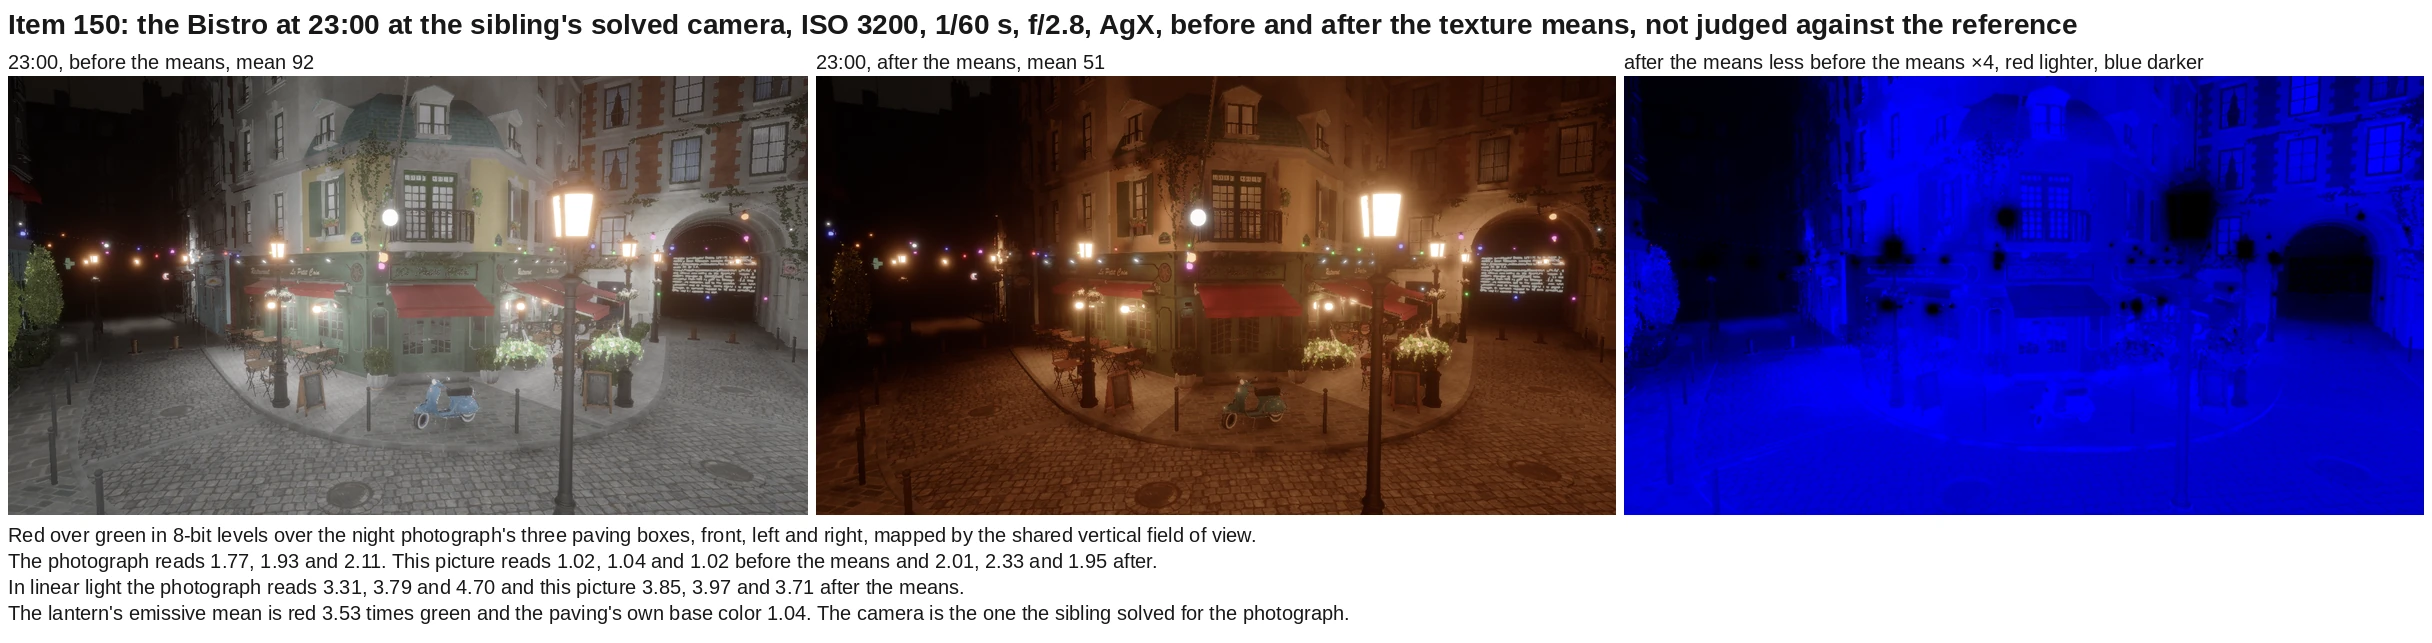 Item 150: the Bistro at 23:00 at the sibling's solved camera, ISO 3200, 1/60 s, f/2.8, AgX, before and after the texture means, not judged against the reference
23:00, before the means, mean 92
23:00, after the means, mean 51
after the means less before the means ×4, red lighter, blue darker
Le Petit Coin
Le Petit Coin
Red over green in 8-bit levels over the night photograph's three paving boxes, front, left and right, mapped by the shared vertical field of view.
The photograph reads 1.77, 1.93 and 2.11. This picture reads 1.02, 1.04 and 1.02 before the means and 2.01, 2.33 and 1.95 after.
In linear light the photograph reads 3.31, 3.79 and 4.70 and this picture 3.85, 3.97 and 3.71 after the means.
The lantern's emissive mean is red 3.53 times green and the paving's own base color 1.04. The camera is the one the sibling solved for the photograph.